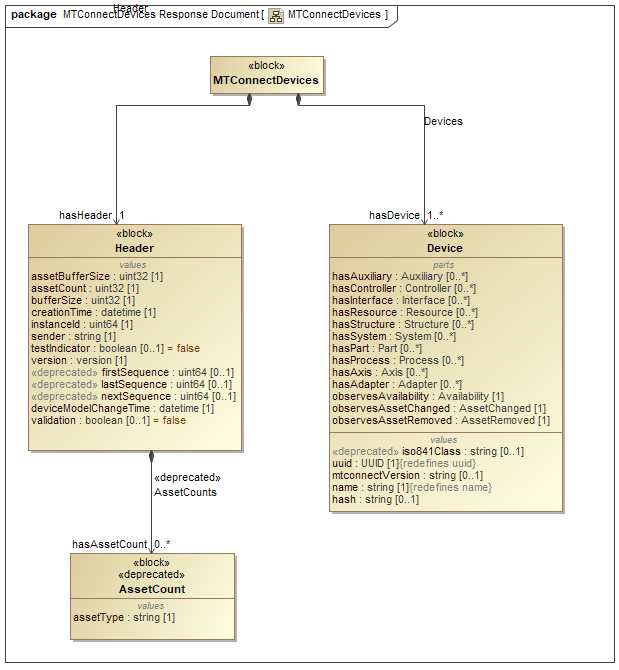 Header
package MTConnectDevices Response Document [ MTConnectDevices ]
«block»
MTConnectDevices
Devices
hasHeader 1
hasDevice 1..*
«block»
Header
values
assetBufferSize : uint32 [1]
assetCount : uint32 [1]
bufferSize : uint32 [1]
creationTime : datetime [1]
instanceId : uint64 [1]
sender : string [1]
testIndicator : boolean [0..1] = false
version : version [1]
«deprecated» firstSequence : uint64 [0..1]
«deprecated» lastSequence : uint64 [0..1]
«deprecated» nextSequence : uint64 [0..1]
deviceModelChangeTime : datetime [1]
validation : boolean [0..1] = false
«block»
Device
parts
hasAuxiliary : Auxiliary [0..*]
hasController : Controller [0..*]
hasInterface : Interface [0..*]
hasResource : Resource [0..*]
hasStructure : Structure [0..*]
hasSystem : System [0..*]
hasPart : Part [0..*]
hasProcess : Process [0..*]
hasAxis : Axis [0..*]
hasAdapter : Adapter [0..*]
observesAvailability : Availability [1]
observesAssetChanged : AssetChanged [1]
observesAssetRemoved : AssetRemoved [1]
values
«deprecated» iso841Class : string [0..1]
uuid : UUID [1]{redefines uuid}
mtconnectVersion : string [0..1]
name : string [1]{redefines name}
hash : string [0..1]
«deprecated»
AssetCounts
hasAssetCount 0..*
«block»
«deprecated»
AssetCount
values
assetType : string [1]